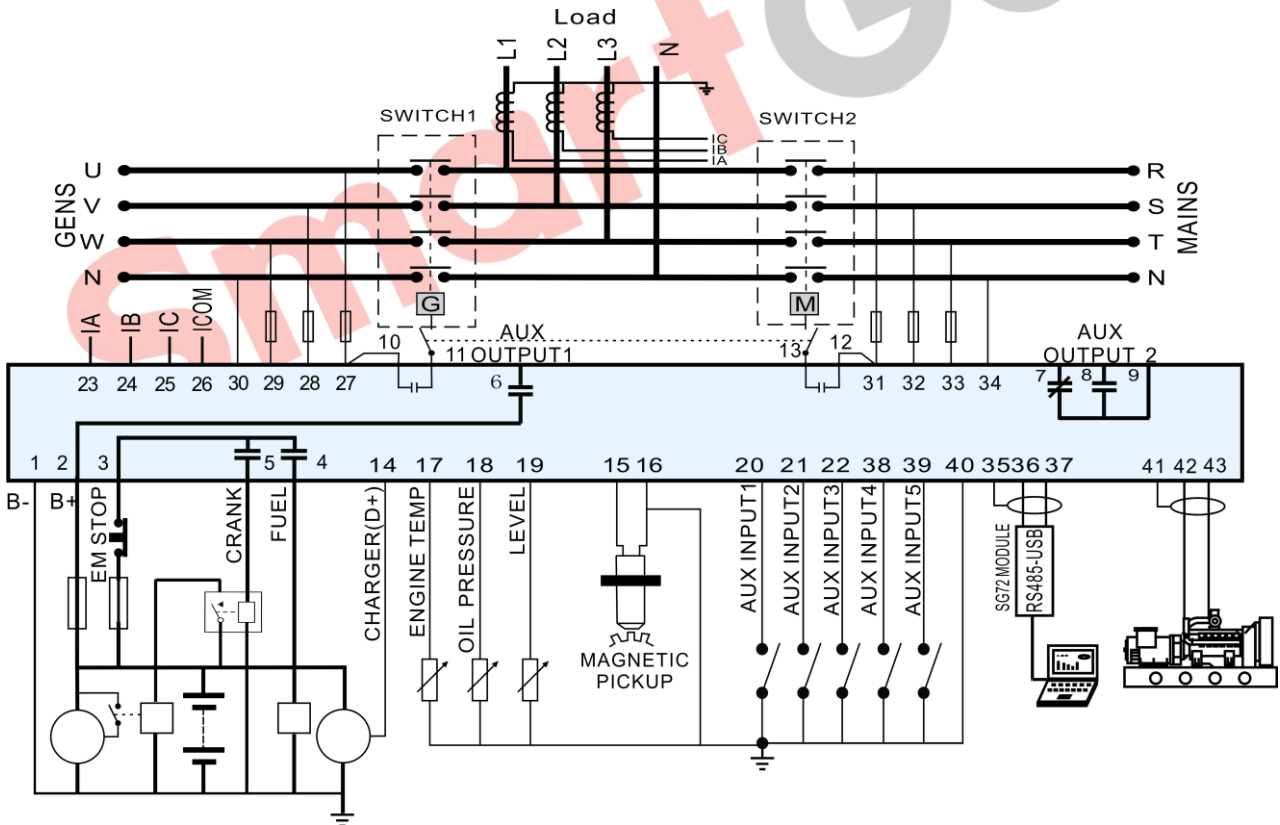 Load
L1
L2
L3
N
SWITCH1
SWITCH2
IC
IB
IA
GENS
U
V
W
N
R
S
T
N
MAINS
G
M
IA
IB
IC
ICOM
10
11
AUX
OUTPUT1
13
12
AUX
OUTPUT 2
23
24
25
26
30
29
28
27
6
31
32
33
34
7
8
9
1
2
3
5
4
14
17
18
19
15
16
20
21
22
38
39
40
35
36
37
41
42
43
B-
B+
EM STOP
CRANK
FUEL
CHARGER(D+)
ENGINE TEMP
OIL PRESSURE
LEVEL
MAGNETIC
PICKUP
AUX INPUT1
AUX INPUT2
AUX INPUT3
AUX INPUT4
AUX INPUT5
SG72 MODULE
RS485-USB
Smart